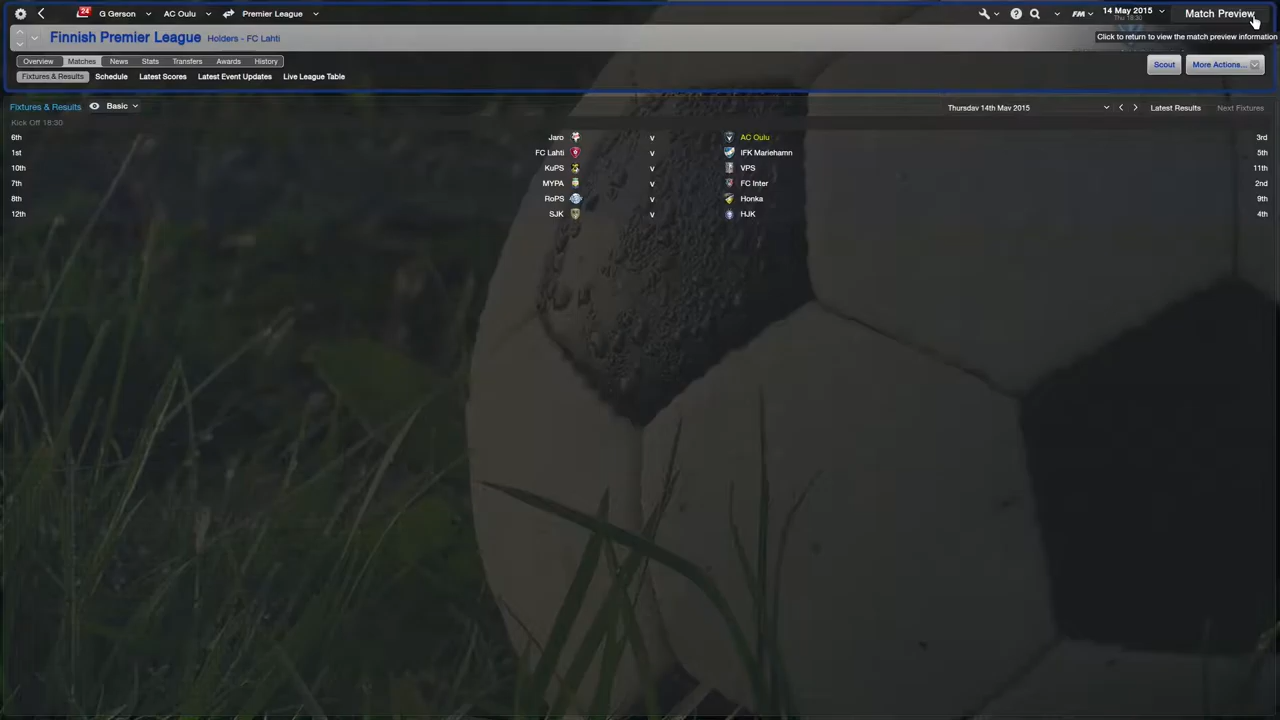 24 G Gerson AC Oulu Premier League FM 14 May 2015 Match Preview
Thu 18:30
Finnish Premier League Holders - FC Lahti
Click to return to view the match preview information
Overview Matches News Stats Transfers Awards History
Scout More Actions...
Fixtures & Results Schedule Latest Scores Latest Event Updates Live League Table
Fixtures & Results Basic Thursday 14th May 2015 Latest Results Next Fixtures
Kick Off 18:30
6th Jaro v AC Oulu 3rd
1st FC Lahti v IFK Mariehamn 5th
10th KuPS v VPS 11th
7th MYPA v FC Inter 2nd
8th RoPS v Honka 9th
12th SJK v HJK 4th